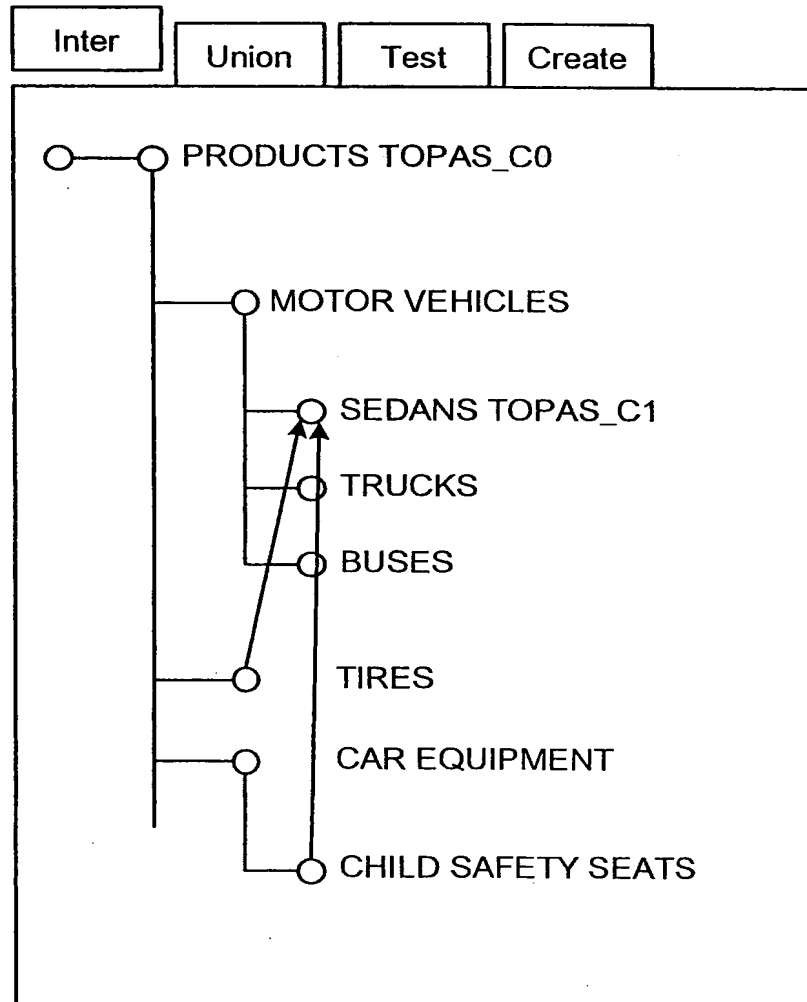 Inter
Union
Test
Create
PRODUCTS TOPAS_C0
MOTOR VEHICLES
SEDANS TOPAS_C1
TRUCKS
BUSES
TIRES
CAR EQUIPMENT
CHILD SAFETY SEATS